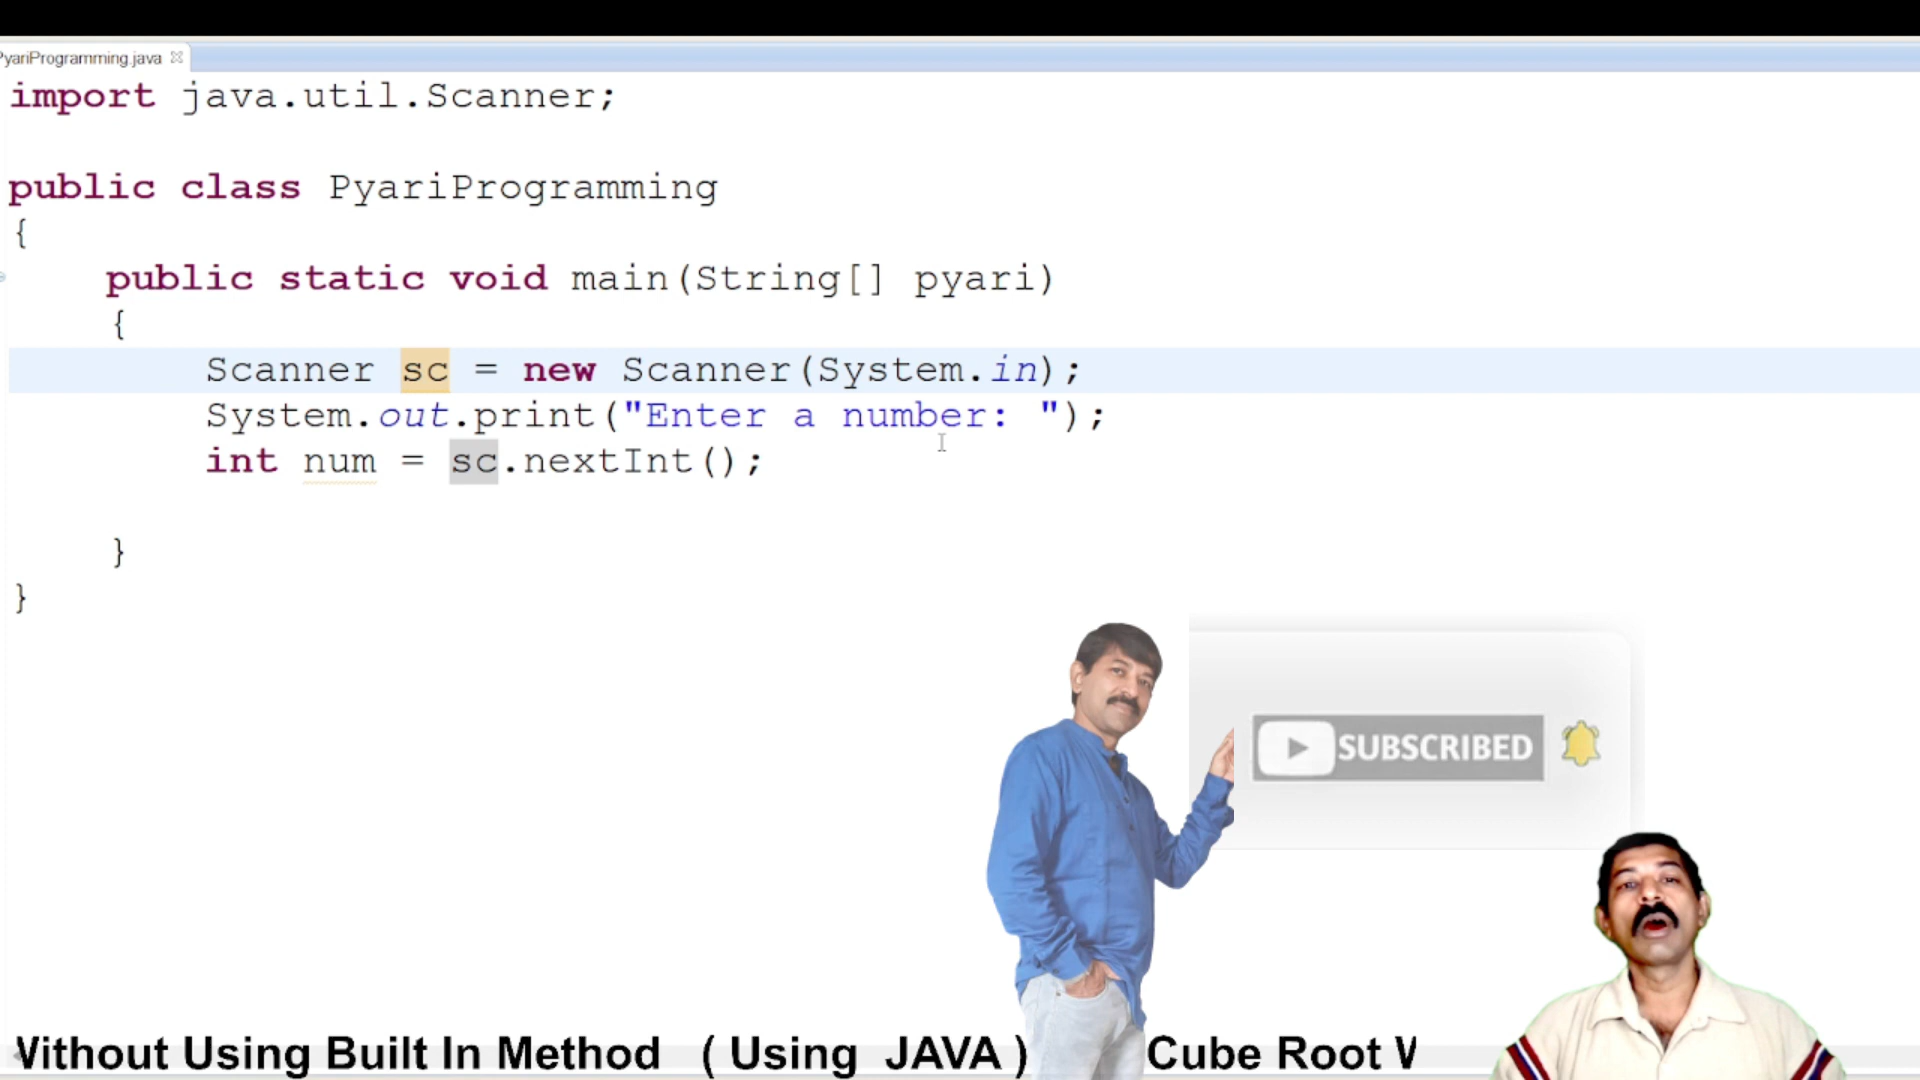 PyariProgramming.java
import java.util.Scanner;
public class PyariProgramming
{
public static void main(String[] pyari)
{
Scanner sc = new Scanner(System.in);
System.out.print("Enter a number: ");
int num = sc.nextInt();
}
}
SUBSCRIBED
Without Using Built In Method ( Using JAVA ) Cube Root W